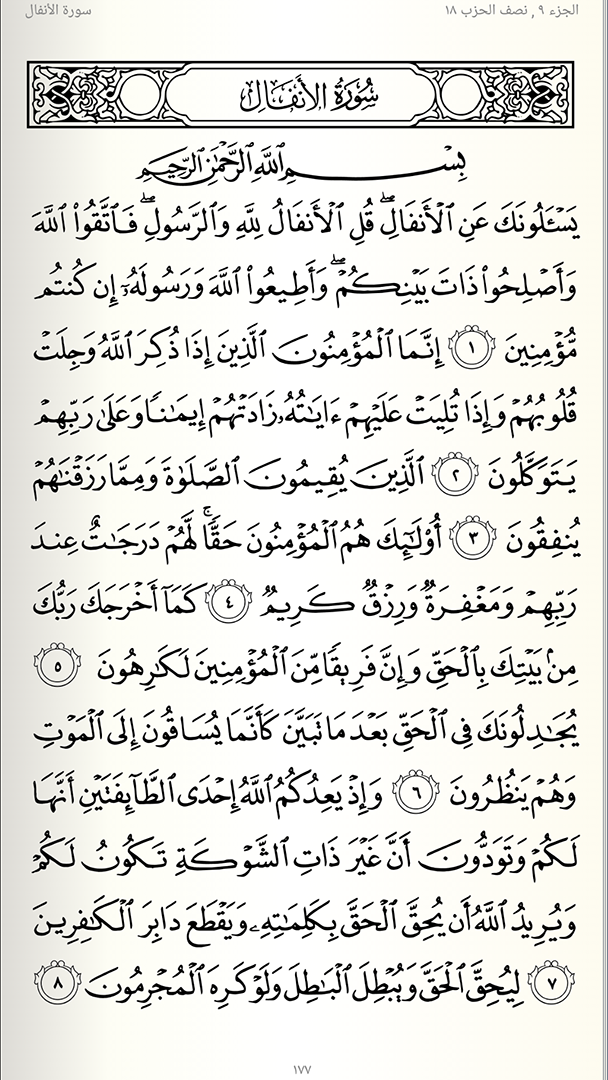 الجزء ٩, نصف الحزب ١٨
سورة الأنفال
سُورَةُ الأَنفَالِ
بِسْمِ ٱللَّهِ ٱلرَّحْمَٰنِ ٱلرَّحِيمِ
يَسْـَٔلُونَكَ عَنِ ٱلْأَنفَالِ ۖ قُلِ ٱلْأَنفَالُ لِلَّهِ وَٱلرَّسُولِ ۖ فَٱتَّقُوا۟ ٱللَّهَ
وَأَصْلِحُوا۟ ذَاتَ بَيْنِكُمْ ۖ وَأَطِيعُوا۟ ٱللَّهَ وَرَسُولَهُۥٓ إِن كُنتُم
مُّؤْمِنِينَ ١ إِنَّمَا ٱلْمُؤْمِنُونَ ٱلَّذِينَ إِذَا ذُكِرَ ٱللَّهُ وَجِلَتْ
قُلُوبُهُمْ وَإِذَا تُلِيَتْ عَلَيْهِمْ ءَايَٰتُهُۥ زَادَتْهُمْ إِيمَٰنًا وَعَلَىٰ رَبِّهِمْ
يَتَوَكَّلُونَ ٢ ٱلَّذِينَ يُقِيمُونَ ٱلصَّلَوٰةَ وَمِمَّا رَزَقْنَٰهُمْ
يُنفِقُونَ ٣ أُو۟لَٰٓئِكَ هُمُ ٱلْمُؤْمِنُونَ حَقًّا ۚ لَّهُمْ دَرَجَٰتٌ عِندَ
رَبِّهِمْ وَمَغْفِرَةٌ وَرِزْقٌ كَرِيمٌ ٤ كَمَآ أَخْرَجَكَ رَبُّكَ
مِنۢ بَيْتِكَ بِٱلْحَقِّ وَإِنَّ فَرِيقًا مِّنَ ٱلْمُؤْمِنِينَ لَكَٰرِهُونَ ٥
يُجَٰدِلُونَكَ فِى ٱلْحَقِّ بَعْدَ مَا تَبَيَّنَ كَأَنَّمَا يُسَاقُونَ إِلَى ٱلْمَوْتِ
وَهُمْ يَنظُرُونَ ٦ وَإِذْ يَعِدُكُمُ ٱللَّهُ إِحْدَى ٱلطَّآئِفَتَيْنِ أَنَّهَا
لَكُمْ وَتَوَدُّونَ أَنَّ غَيْرَ ذَاتِ ٱلشَّوْكَةِ تَكُونُ لَكُمْ
وَيُرِيدُ ٱللَّهُ أَن يُحِقَّ ٱلْحَقَّ بِكَلِمَٰتِهِۦ وَيَقْطَعَ دَابِرَ ٱلْكَٰفِرِينَ
٧ لِيُحِقَّ ٱلْحَقَّ وَيُبْطِلَ ٱلْبَٰطِلَ وَلَوْ كَرِهَ ٱلْمُجْرِمُونَ ٨
١٧٧